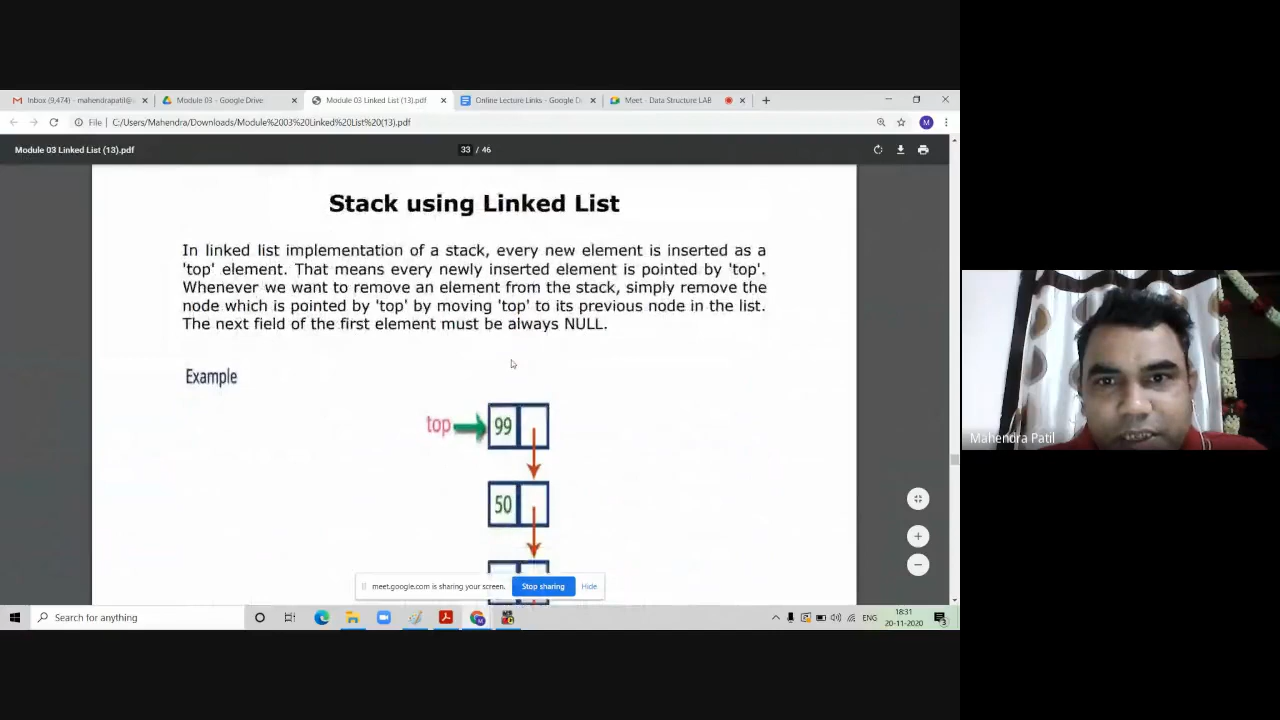 Inbox (9,474) - mahendrapatil@
Module 03 - Google Drive
Module 03 Linked List (13).pdf
Online Lecture Links - Google D
Meet - Data Structure LAB
File | C:/Users/Mahendra/Downloads/Module%2003%20Linked%20List%20(13).pdf
M
Module 03 Linked List (13).pdf
33 / 46
Stack using Linked List
In linked list implementation of a stack, every new element is inserted as a
'top' element. That means every newly inserted element is pointed by 'top'.
Whenever we want to remove an element from the stack, simply remove the
node which is pointed by 'top' by moving 'top' to its previous node in the list.
The next field of the first element must be always NULL.
Example
top
99
50
Mahendra Patil
meet.google.com is sharing your screen.
Stop sharing
Hide
Search for anything
ENG
18:31
20-11-2020
3